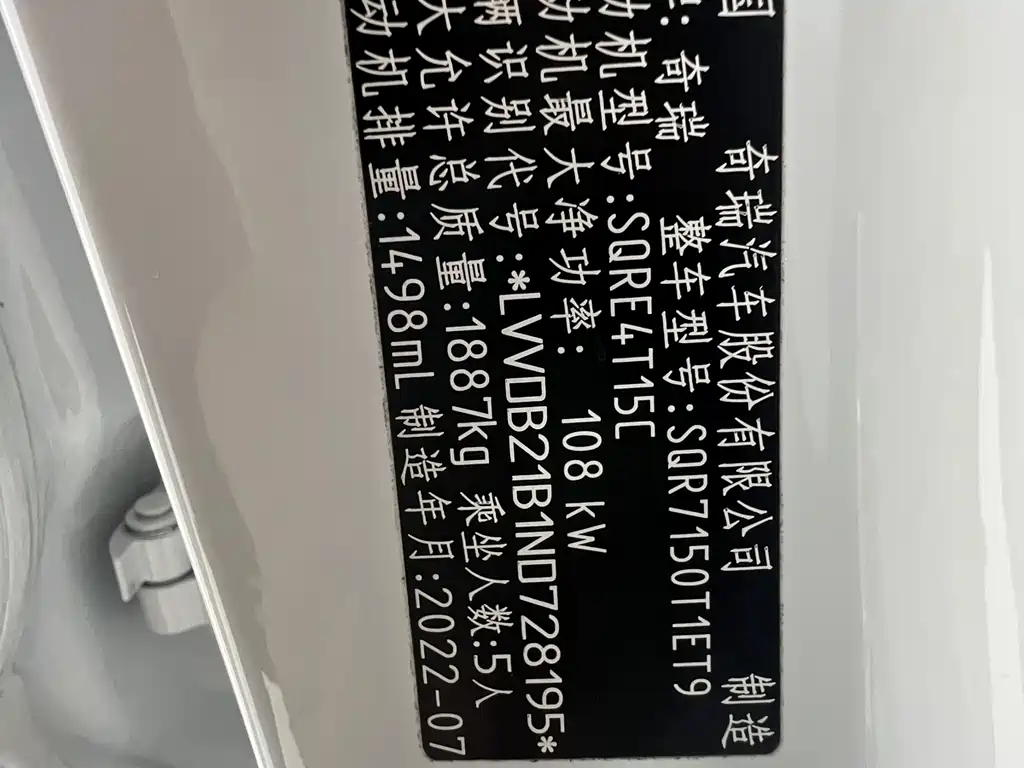 国 奇瑞汽车股份有限公司 制造
: 奇瑞 整车型号:SQR7150T1ET9
动机型号:SQRE4T15C
动机最大净功率: 108 kW
辆识别代号:*LVVDB21B1ND728195*
大允许总质量:1887kg 乘坐人数:5人
动机排量:1498mL 制造年月:2022-07